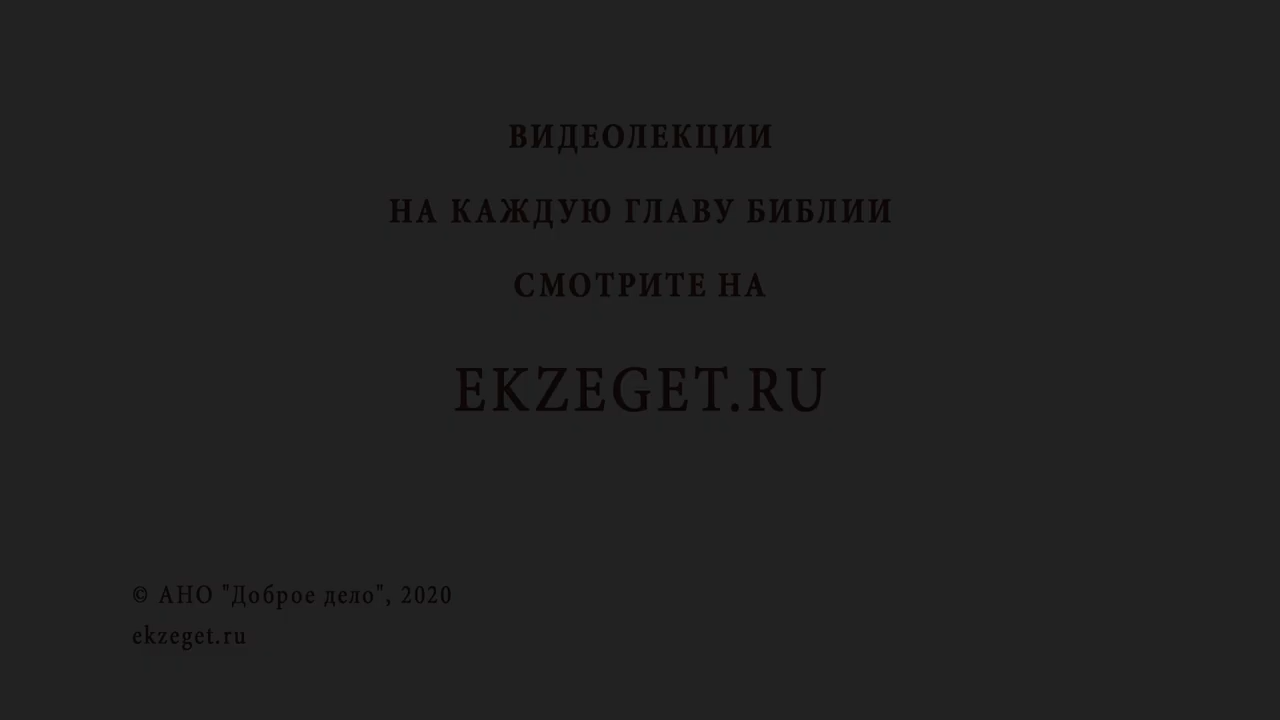 ВИДЕОЛЕКЦИИ
НА КАЖДУЮ ГЛАВУ БИБЛИИ
СМОТРИТЕ НА
EKZEGET.RU
© АНО "Доброе дело", 2020
ekzeget.ru